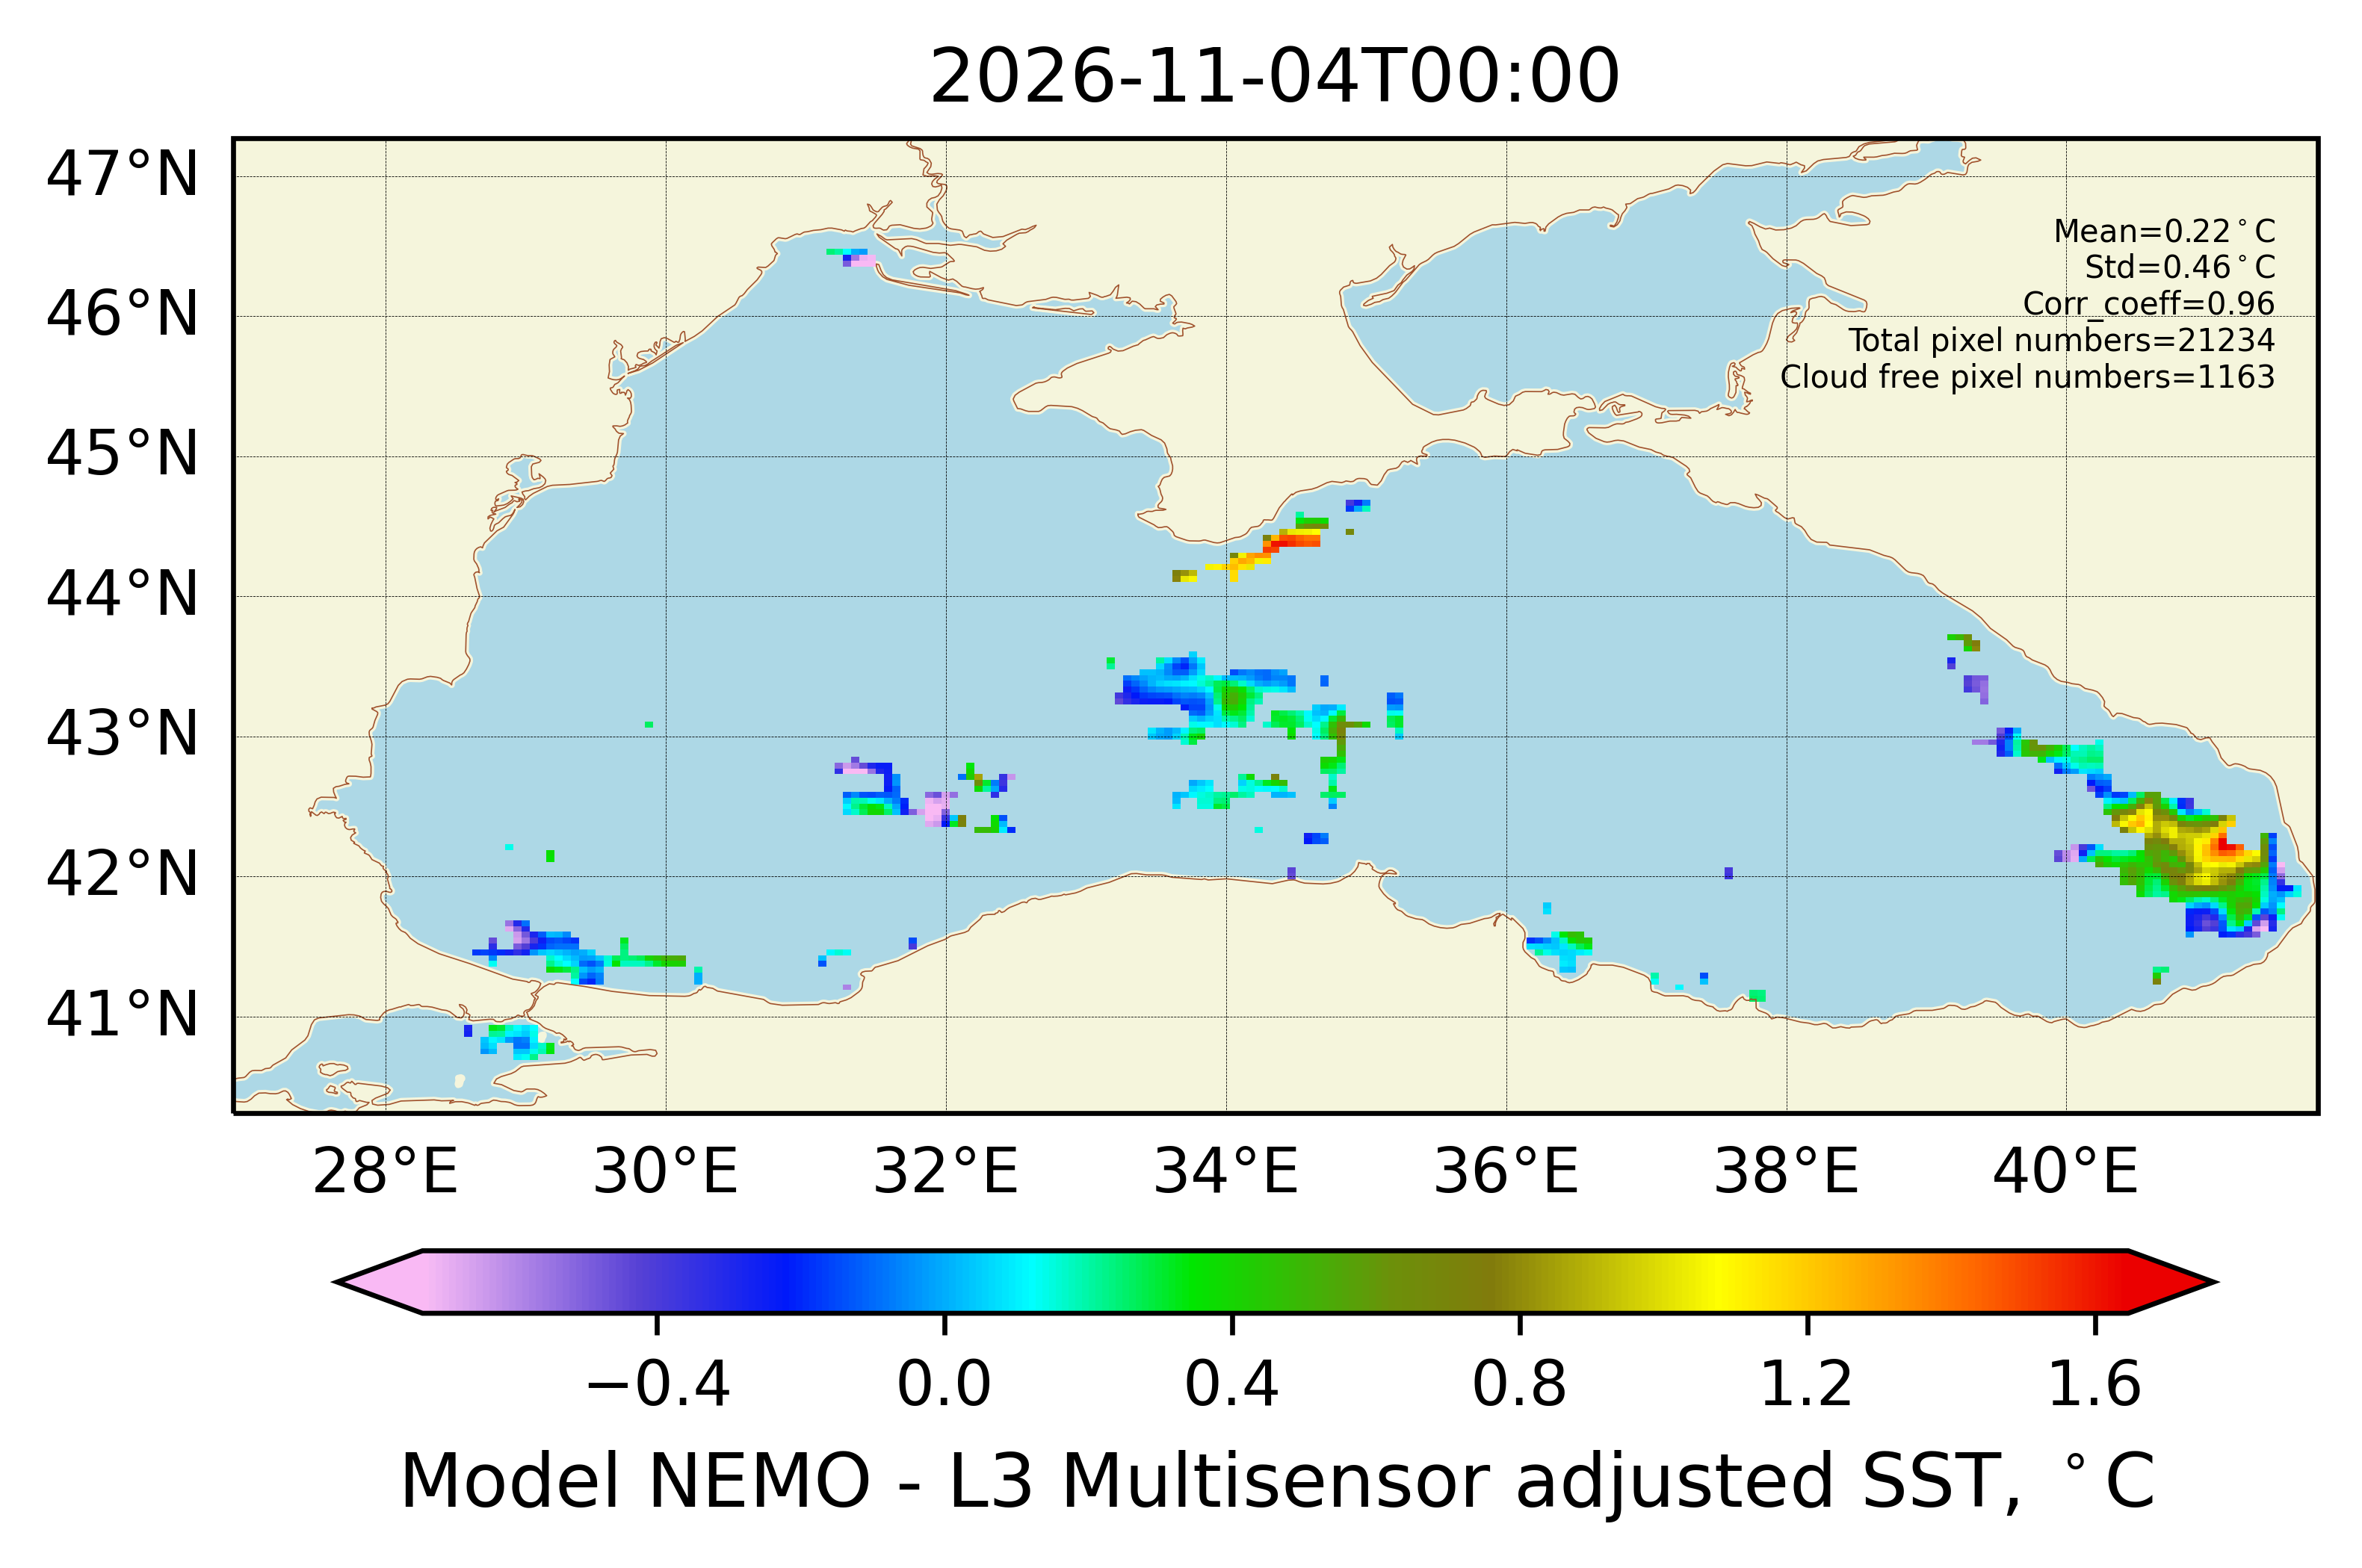 2026-11-04T00:00
47°N
46°N
45°N
44°N
43°N
42°N
41°N
Mean=0.22°C
Std=0.46°C
Corr_coeff=0.96
Total pixel numbers=21234
Cloud free pixel numbers=1163
28°E 30°E 32°E 34°E 36°E 38°E 40°E
−0.4 0.0 0.4 0.8 1.2 1.6
Model NEMO - L3 Multisensor adjusted SST, °C